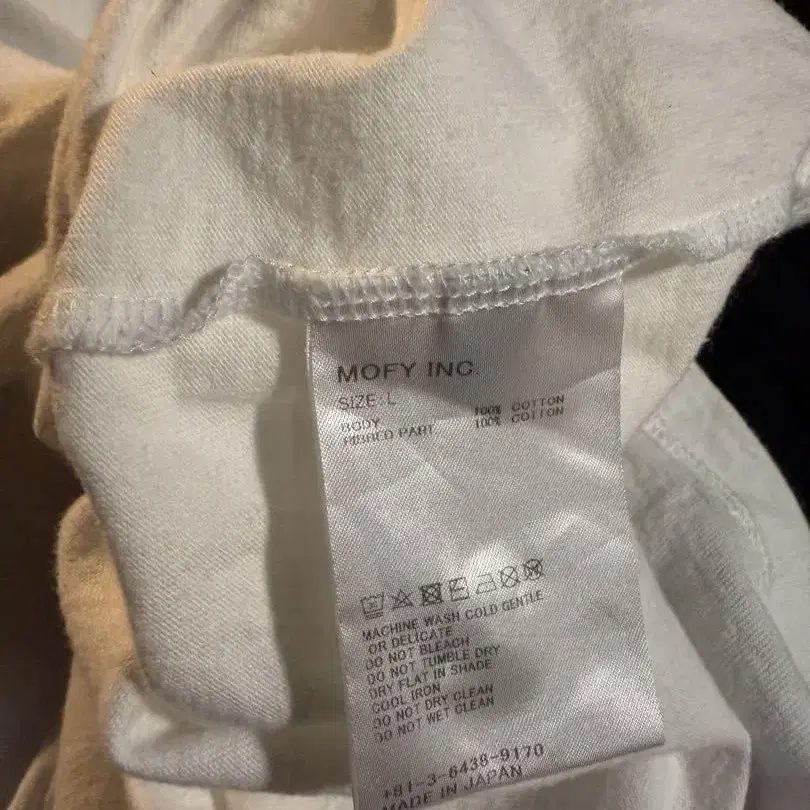 MOFY INC.
SIZE:L
BODY 100% COTTON
RIBBED PART 100% COTTON
MACHINE WASH COLD GENTLE
OR DELICATE
DO NOT BLEACH
DO NOT TUMBLE DRY
DRY FLAT IN SHADE
COOL IRON
DO NOT DRY CLEAN
DO NOT WET CLEAN
+81-3-6438-9170
MADE IN JAPAN